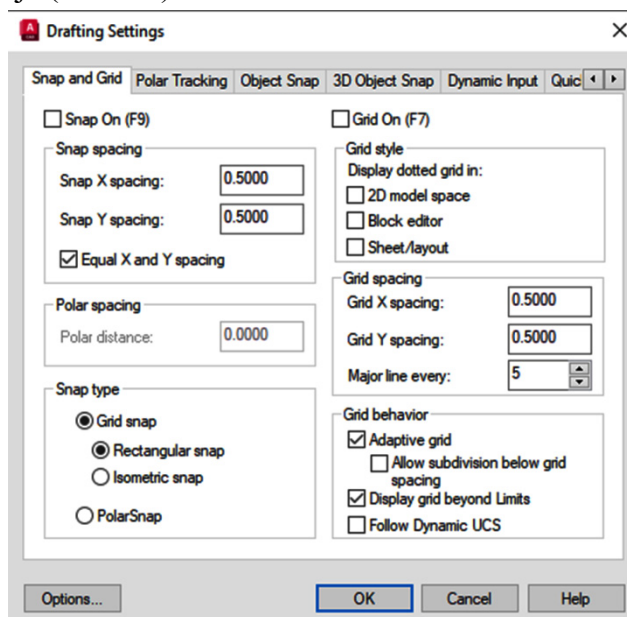 Drafting Settings
Snap and Grid Polar Tracking Object Snap 3D Object Snap Dynamic Input Quic
Snap On (F9)
Snap spacing
Snap X spacing: 0.5000
Snap Y spacing: 0.5000
Equal X and Y spacing
Polar spacing
Polar distance: 0.0000
Snap type
Grid snap
Rectangular snap
Isometric snap
PolarSnap
Grid On (F7)
Grid style
Display dotted grid in:
2D model space
Block editor
Sheet/layout
Grid spacing
Grid X spacing: 0.5000
Grid Y spacing: 0.5000
Major line every: 5
Grid behavior
Adaptive grid
Allow subdivision below grid
spacing
Display grid beyond Limits
Follow Dynamic UCS
Options... OK Cancel Help